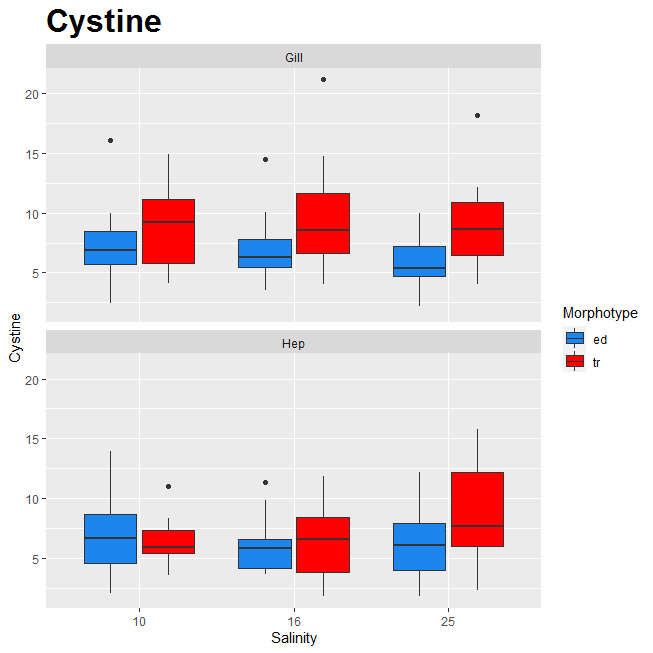 Cystine
Gill
20
15
10
5
Hep
20
15
10
5
10
16
25
Salinity
Cystine
Morphotype
ed
tr